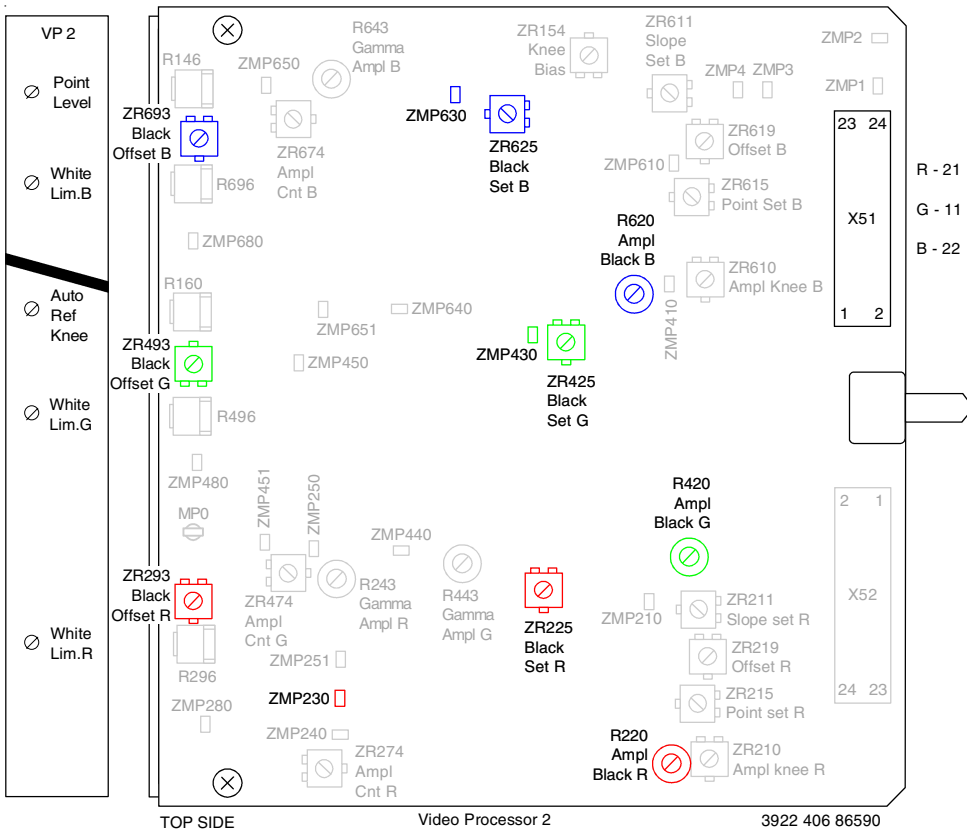 VP 2
Point
Level
White
Lim.B
Auto
Ref
Knee
White
Lim.G
White
Lim.R
R146
ZMP650
R643
Gamma
Ampl B
ZR154
Knee
Bias
ZR611
Slope
Set B
ZMP2
ZMP4
ZMP3
ZMP1
ZR693
Black
Offset B
ZR674
Ampl
Cnt B
ZMP630
ZR625
Black
Set B
ZR619
Offset B
23 24
X51
1 2
R - 21
G - 11
B - 22
R696
ZMP610
ZR615
Point Set B
ZMP680
R620
Ampl
Black B
R160
ZMP651
ZMP640
ZMP410
ZR610
Ampl Knee B
ZR493
Black
Offset G
ZMP450
ZMP430
ZR425
Black
Set G
R496
ZMP480
ZMP451
ZMP250
MP0
ZMP440
R420
Ampl
Black G
2 1
X52
24 23
ZR293
Black
Offset R
ZR474
Ampl
Cnt G
R243
Gamma
Ampl R
R443
Gamma
Ampl G
ZR225
Black
Set R
ZMP210
ZR211
Slope set R
R296
ZMP251
ZR219
Offset R
ZMP280
ZMP230
ZR215
Point set R
ZMP240
ZR274
Ampl
Cnt R
R220
Ampl
Black R
ZR210
Ampl knee R
TOP SIDE
Video Processor 2
3922 406 86590